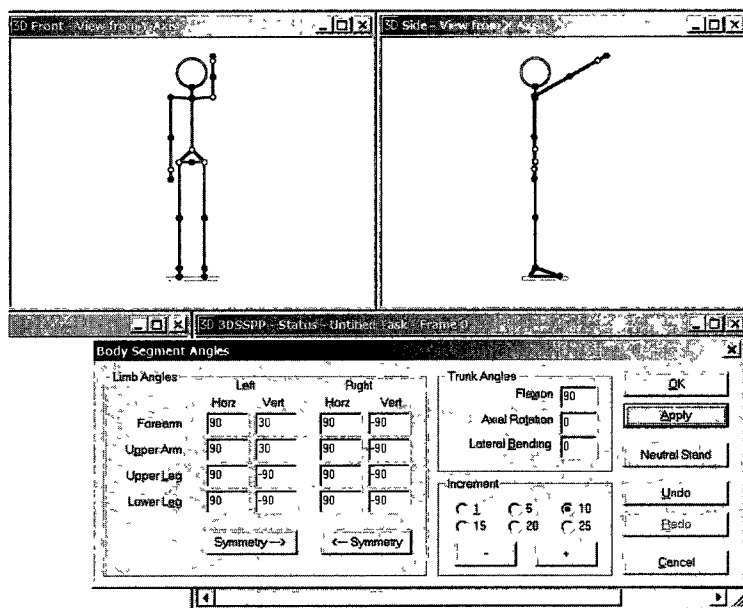 3D Front - View from Y Axis
3D Side - View from X Axis
3D 3DSSPP - Status - Untitled Task Frame 0
Body Segment Angles
Limb Angles
Left Right
Horz Vert Horz Vert
Forearm 90 30 90 -90
Upper Arm 90 30 90 -90
Upper Leg 90 -90 90 -90
Lower Leg 90 -90 90 -90
Symmetry-->
<-- Symmetry
Trunk Angles
Flexion 90
Axial Rotation 0
Lateral Bending 0
Increment
1 5 10
15 20 25
- +
OK
Apply
Neutral Stand
Undo
Redo
Cancel